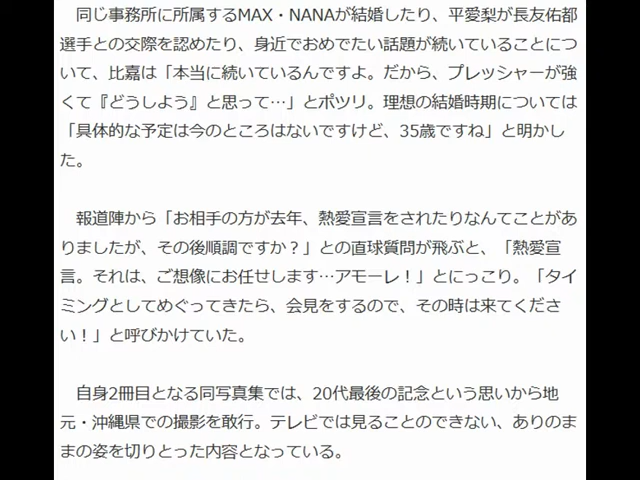 同じ事務所に所属するMAX・NANAが結婚したり、平愛梨が長友佑都
選手との交際を認めたり、身近でおめでたい話題が続いていることにつ
いて、比嘉は「本当に続いているんですよ。だから、プレッシャーが強
くて『どうしよう』と思って…」とポツリ。理想の結婚時期については
「具体的な予定は今のところはないですけど、35歳ですね」と明かし
た。
報道陣から「お相手の方が去年、熱愛宣言をされたりなんてことがあ
りましたが、その後順調ですか？」との直球質問が飛ぶと、「熱愛宣
言。それは、ご想像にお任せします…アモーレ！」とにっこり。「タイ
ミングとしてめぐってきたら、会見をするので、その時は来てくださ
い！」と呼びかけていた。
自身2冊目となる同写真集では、20代最後の記念という思いから地
元・沖縄県での撮影を敢行。テレビでは見ることのできない、ありのま
まの姿を切りとった内容となっている。